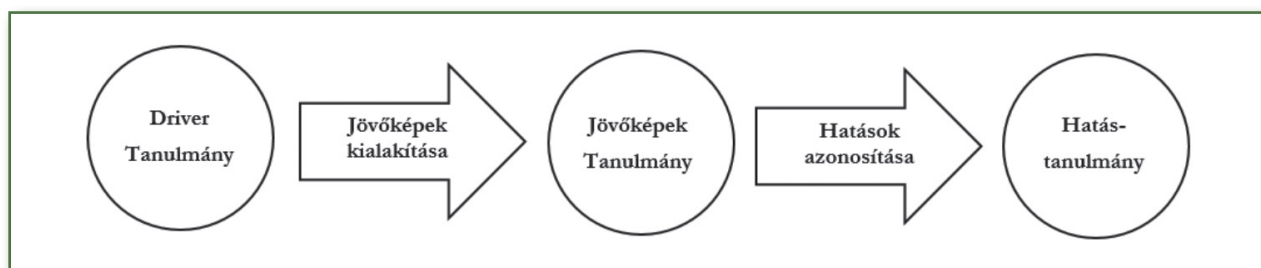 Driver
Tanulmány
Jövőképek
kialakítása
Jövőképek
Tanulmány
Hatások
azonosítása
Hatás-
tanulmány